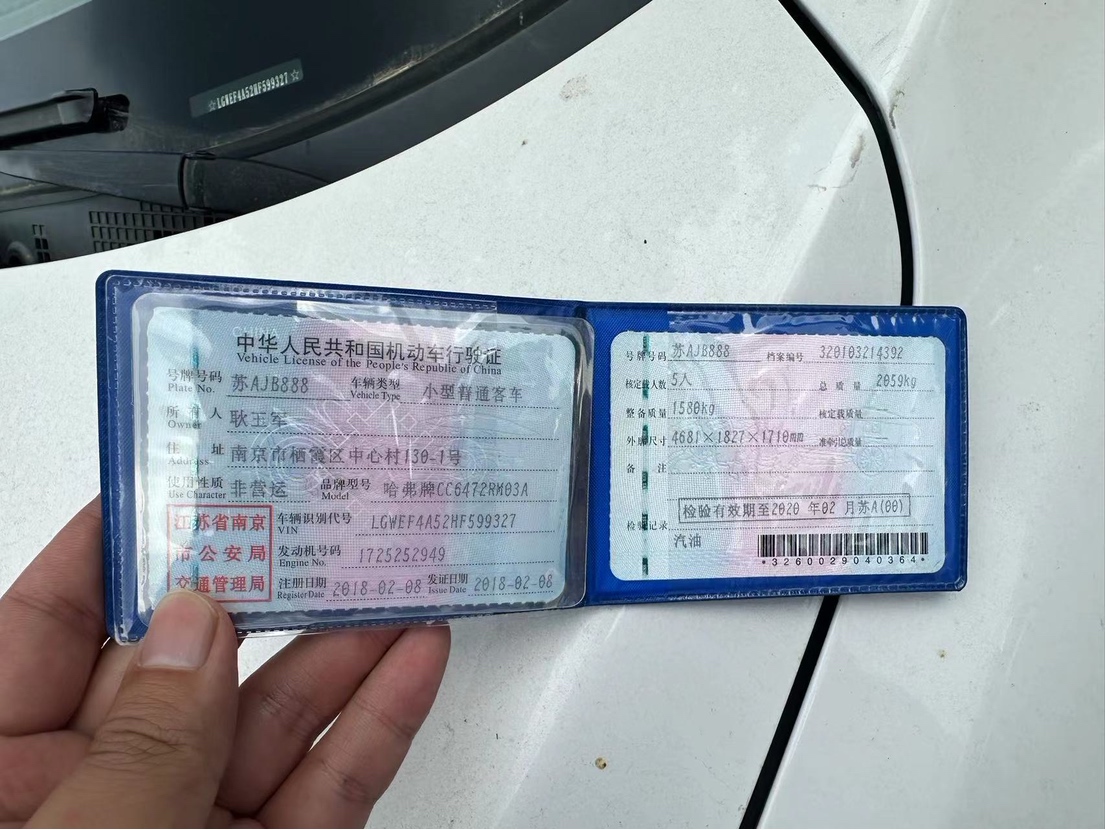 ☆LGWEF4A52HF599327☆
中华人民共和国机动车行驶证
Vehicle License of the People's Republic of China
号牌号码 苏AJB888 车辆类型 小型普通客车
Plate No. Vehicle Type
所有人 耿玉军
Owner
住址 南京市栖霞区中心村130-1号
Address
使用性质 非营运 品牌型号 哈弗牌CC6472RM03A
Use Character Model
江苏省南京
市公安局
交通管理局
车辆识别代号 LGWEF4A52HF599327
VIN
发动机号码 1725252949
Engine No.
注册日期 2018-02-08 发证日期 2018-02-08
Register Date Issue Date
号牌号码 苏AJB888 档案编号 320103214392
核定载人数 5人 总质量 2059kg
整备质量 1580kg 核定载质量
外廓尺寸 4681×1827×1710mm 准牵引总质量 —
备注
检验有效期至2020年02月苏A(00)
检验记录
汽油
*3260029040364*